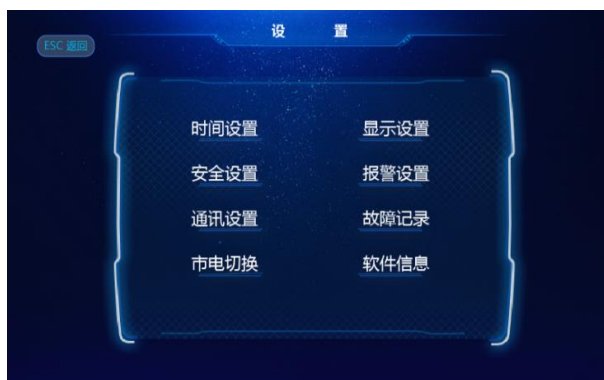 设 置
ESC 返回
时间设置 显示设置
安全设置 报警设置
通讯设置 故障记录
市电切换 软件信息